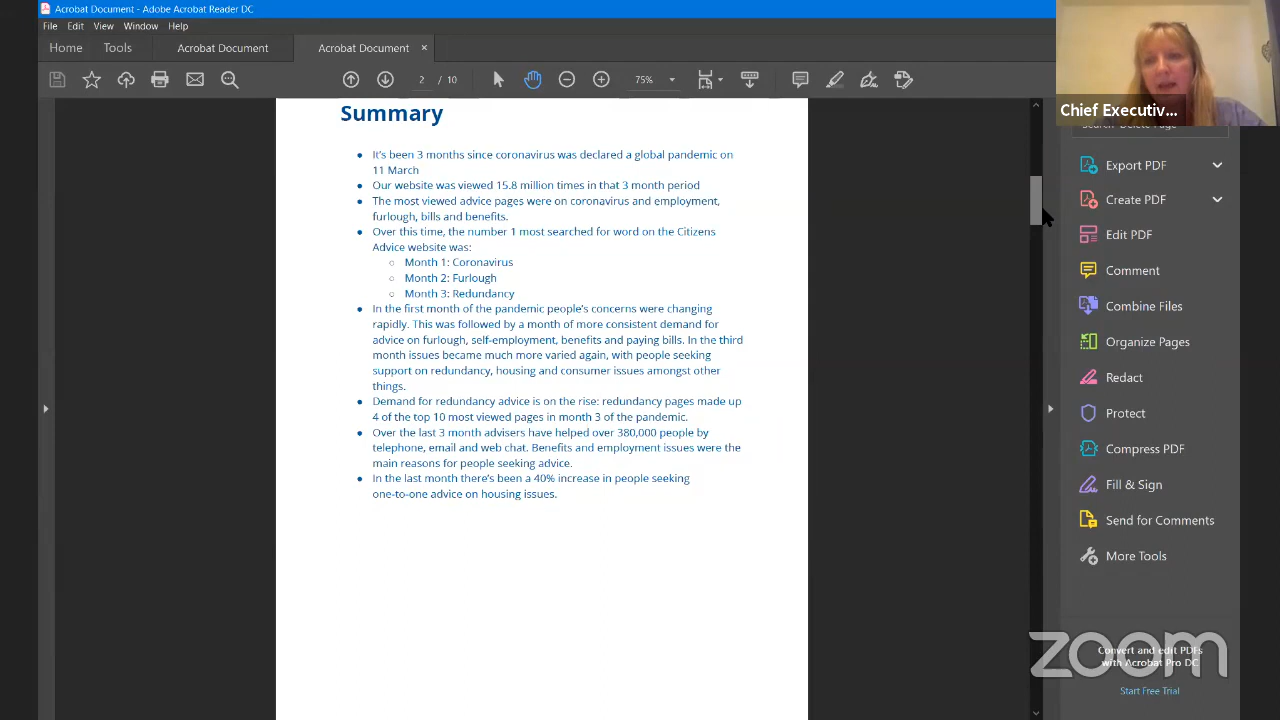 Acrobat Document - Adobe Acrobat Reader DC
File Edit View Window Help
Home Tools Acrobat Document Acrobat Document ×
2 / 10 75%
Chief Executiv...
Summary
● It's been 3 months since coronavirus was declared a global pandemic on
11 March
● Our website was viewed 15.8 million times in that 3 month period
● The most viewed advice pages were on coronavirus and employment,
furlough, bills and benefits.
● Over this time, the number 1 most searched for word on the Citizens
Advice website was:
○ Month 1: Coronavirus
○ Month 2: Furlough
○ Month 3: Redundancy
● In the first month of the pandemic people's concerns were changing
rapidly. This was followed by a month of more consistent demand for
advice on furlough, self-employment, benefits and paying bills. In the third
month issues became much more varied again, with people seeking
support on redundancy, housing and consumer issues amongst other
things.
● Demand for redundancy advice is on the rise: redundancy pages made up
4 of the top 10 most viewed pages in month 3 of the pandemic.
● Over the last 3 month advisers have helped over 380,000 people by
telephone, email and web chat. Benefits and employment issues were the
main reasons for people seeking advice.
● In the last month there's been a 40% increase in people seeking
one-to-one advice on housing issues.
Search 'Delete Page'
Export PDF
Create PDF
Edit PDF
Comment
Combine Files
Organize Pages
Redact
Protect
Compress PDF
Fill & Sign
Send for Comments
More Tools
Convert and edit PDFs
with Acrobat Pro DC
Start Free Trial
zoom